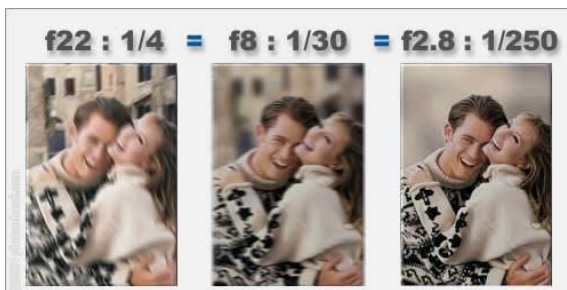 f22 : 1/4 = f8 : 1/30 = f2.8 : 1/250